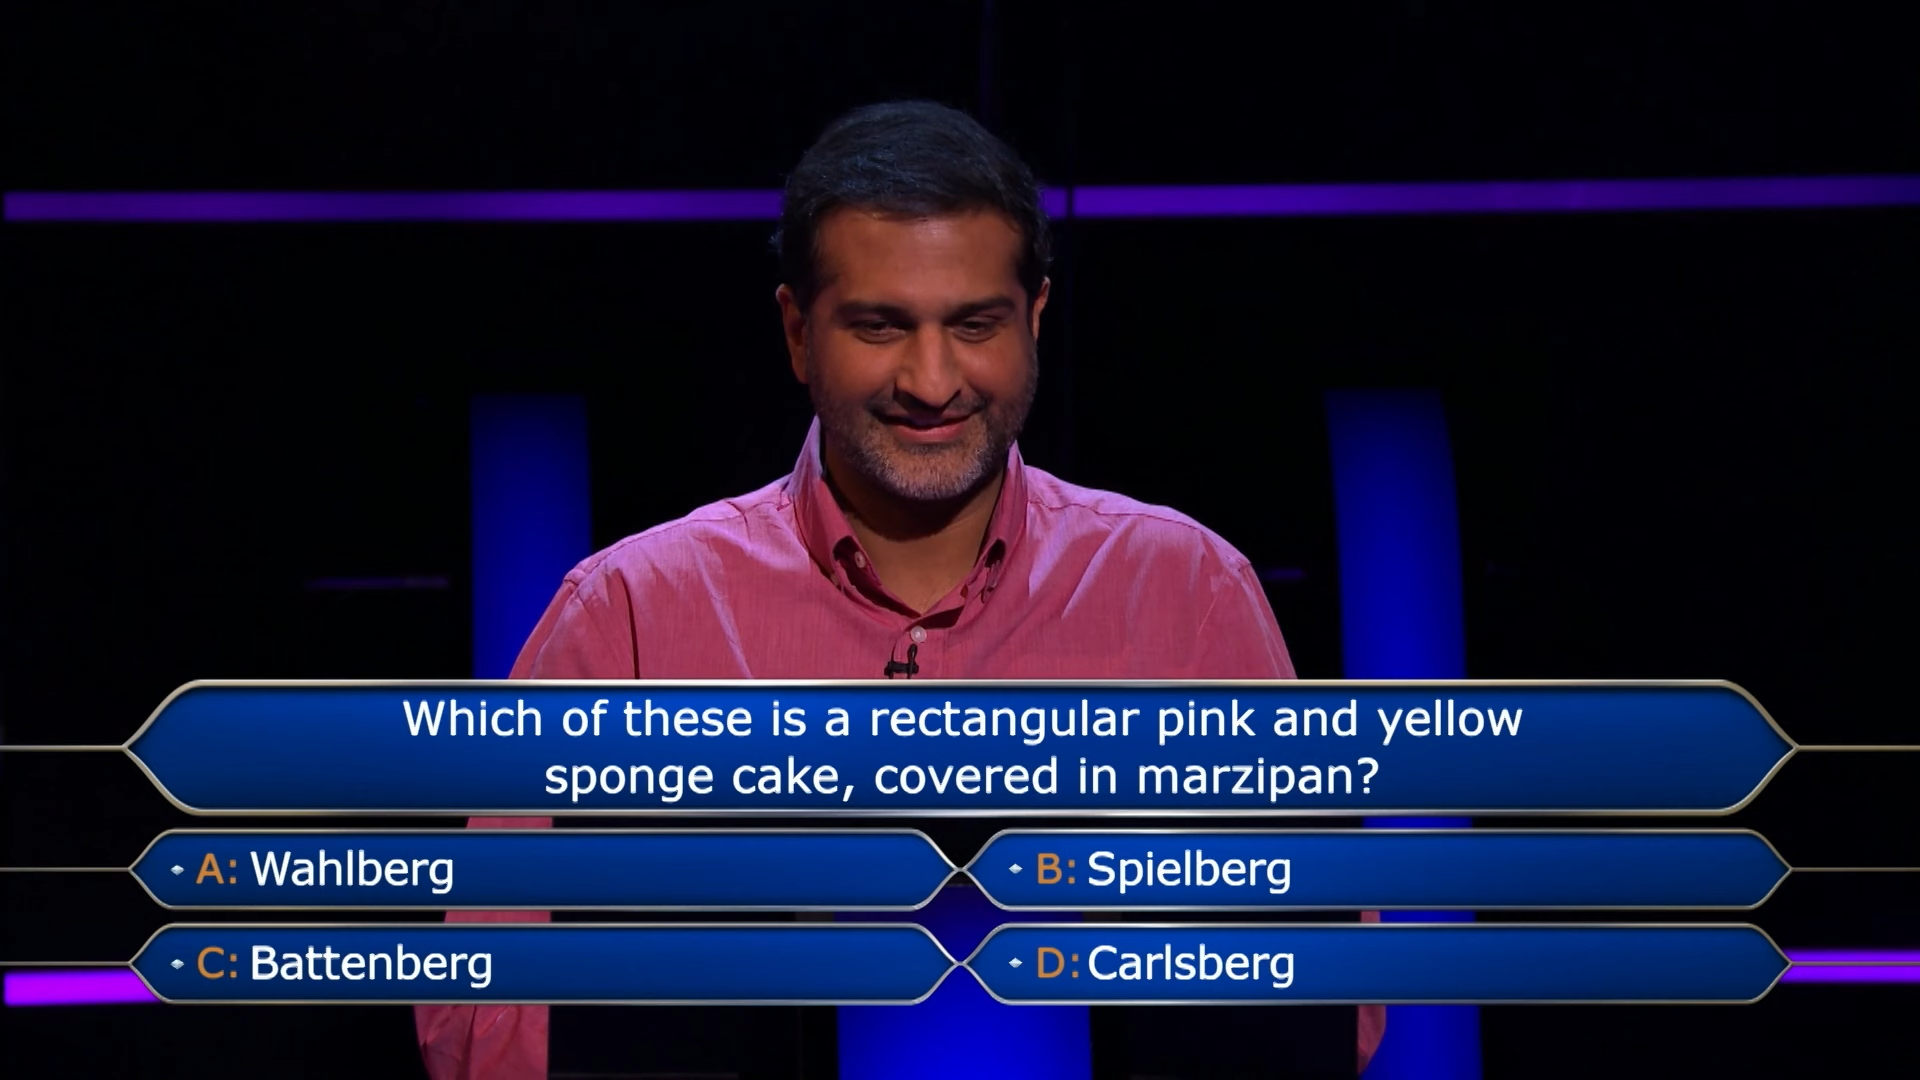 Which of these is a rectangular pink and yellow
sponge cake, covered in marzipan?
A: Wahlberg
B: Spielberg
C: Battenberg
D: Carlsberg